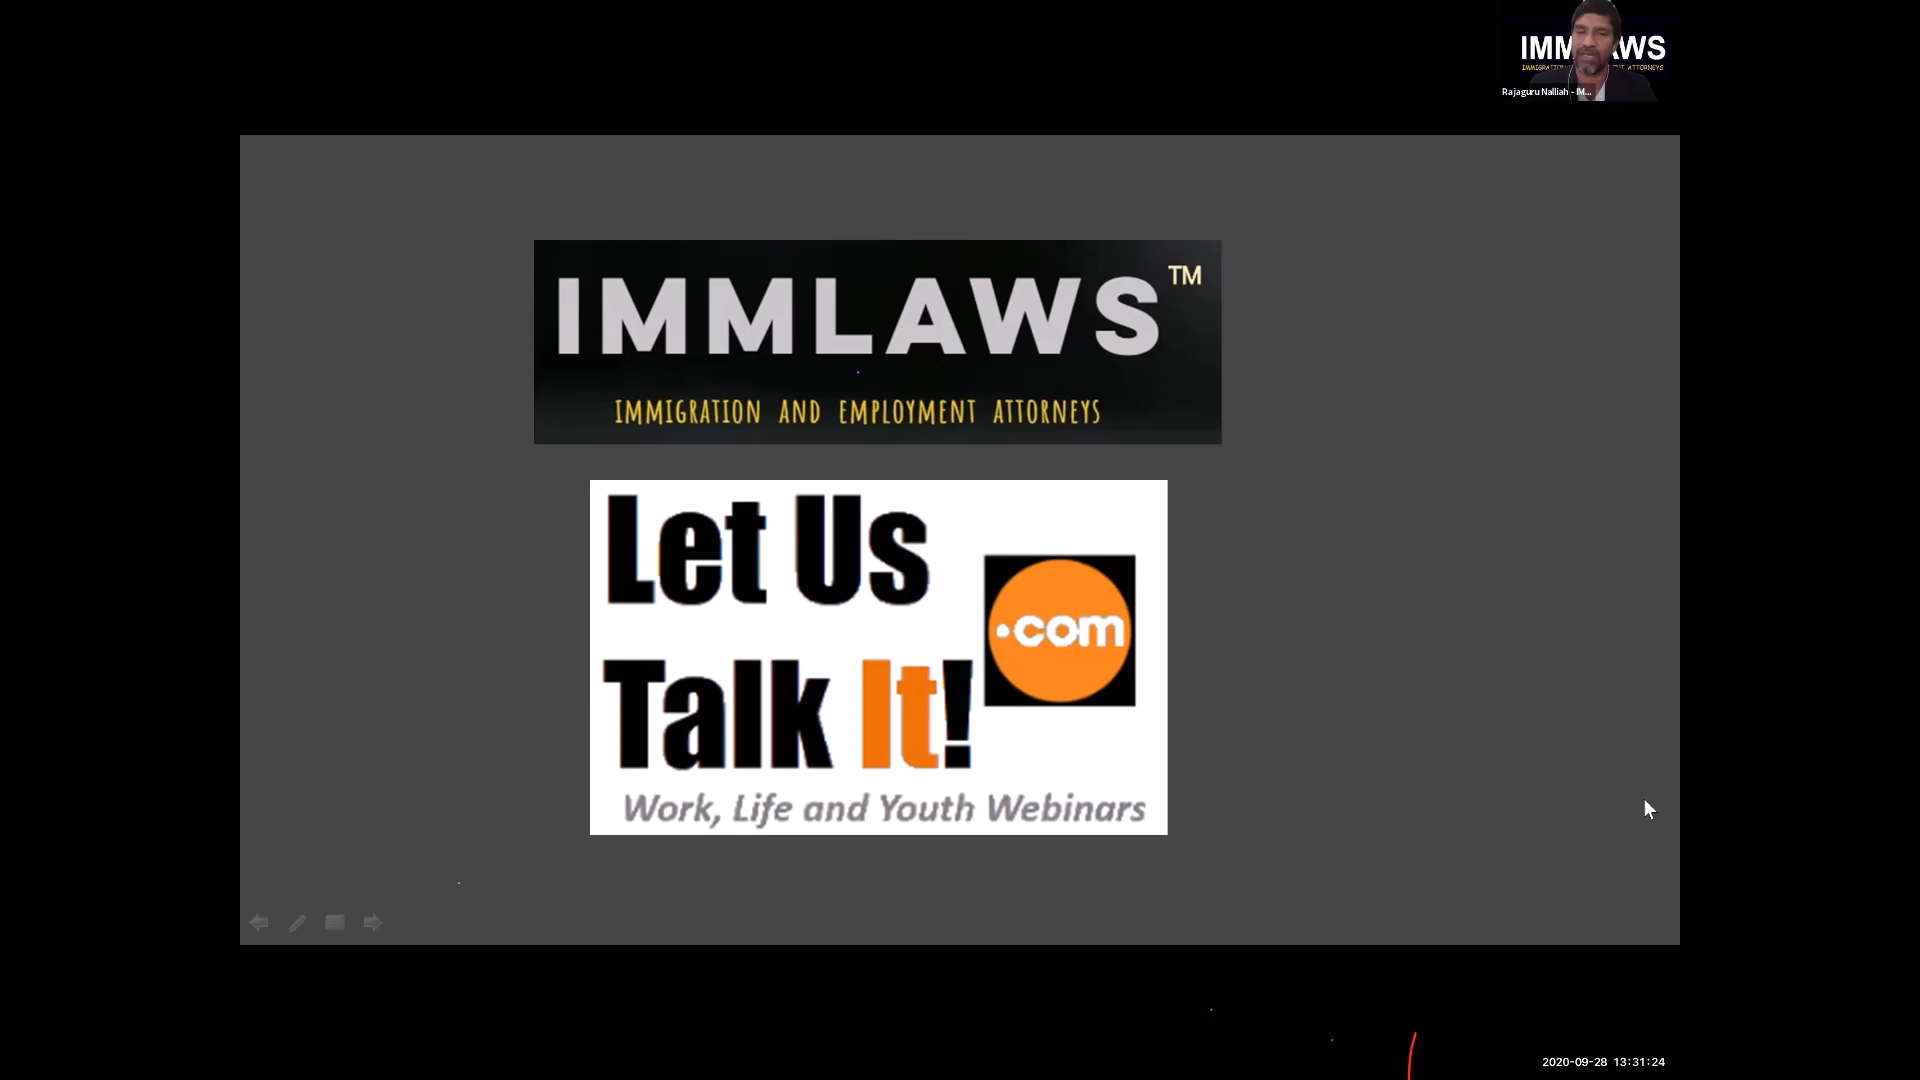 IMMLAWS
Rajaguru Nalliah - IM...
IMMLAWS™
IMMIGRATION AND EMPLOYMENT ATTORNEYS
Let Us
.com
Talk It!
Work, Life and Youth Webinars
2020-09-28 13:31:24